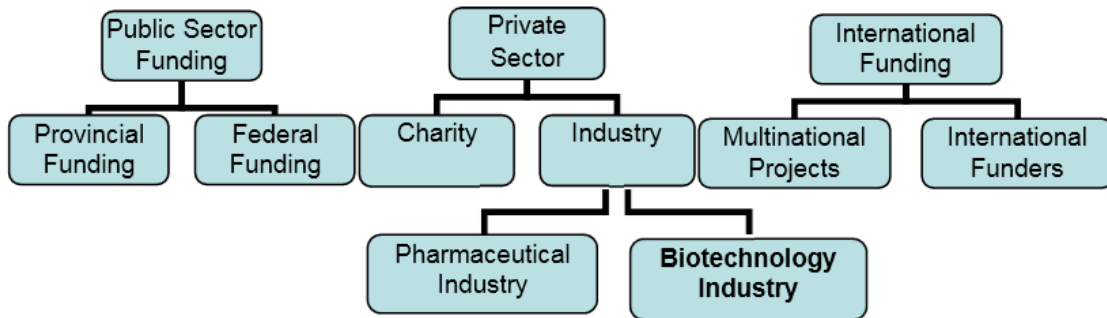 Public Sector
Funding
Private
Sector
International
Funding
Provincial
Funding
Federal
Funding
Charity
Industry
Multinational
Projects
International
Funders
Pharmaceutical
Industry
Biotechnology
Industry